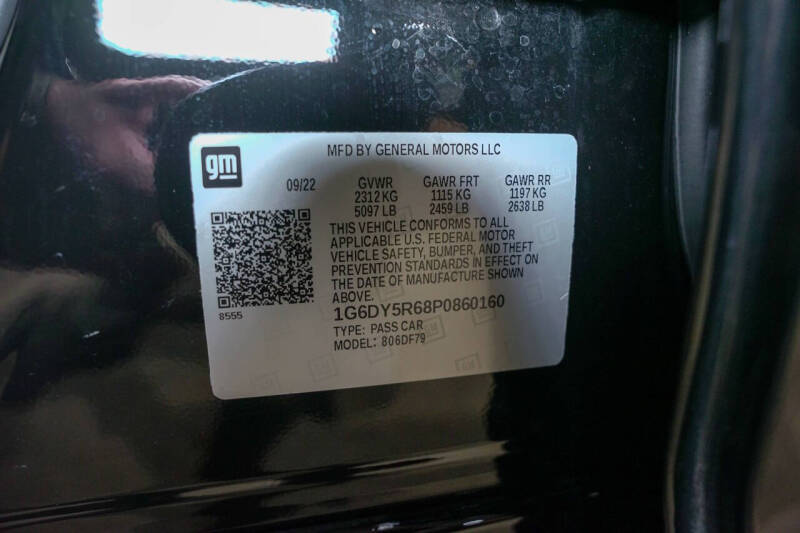 gm
MFD BY GENERAL MOTORS LLC
09/22 GVWR GAWR FRT GAWR RR
2312 KG 1115 KG 1197 KG
5097 LB 2459 LB 2638 LB
THIS VEHICLE CONFORMS TO ALL
APPLICABLE U.S. FEDERAL MOTOR
VEHICLE SAFETY, BUMPER, AND THEFT
PREVENTION STANDARDS IN EFFECT ON
THE DATE OF MANUFACTURE SHOWN
ABOVE.
8555
1G6DY5R68P0860160
TYPE: PASS CAR
MODEL: 806DF79